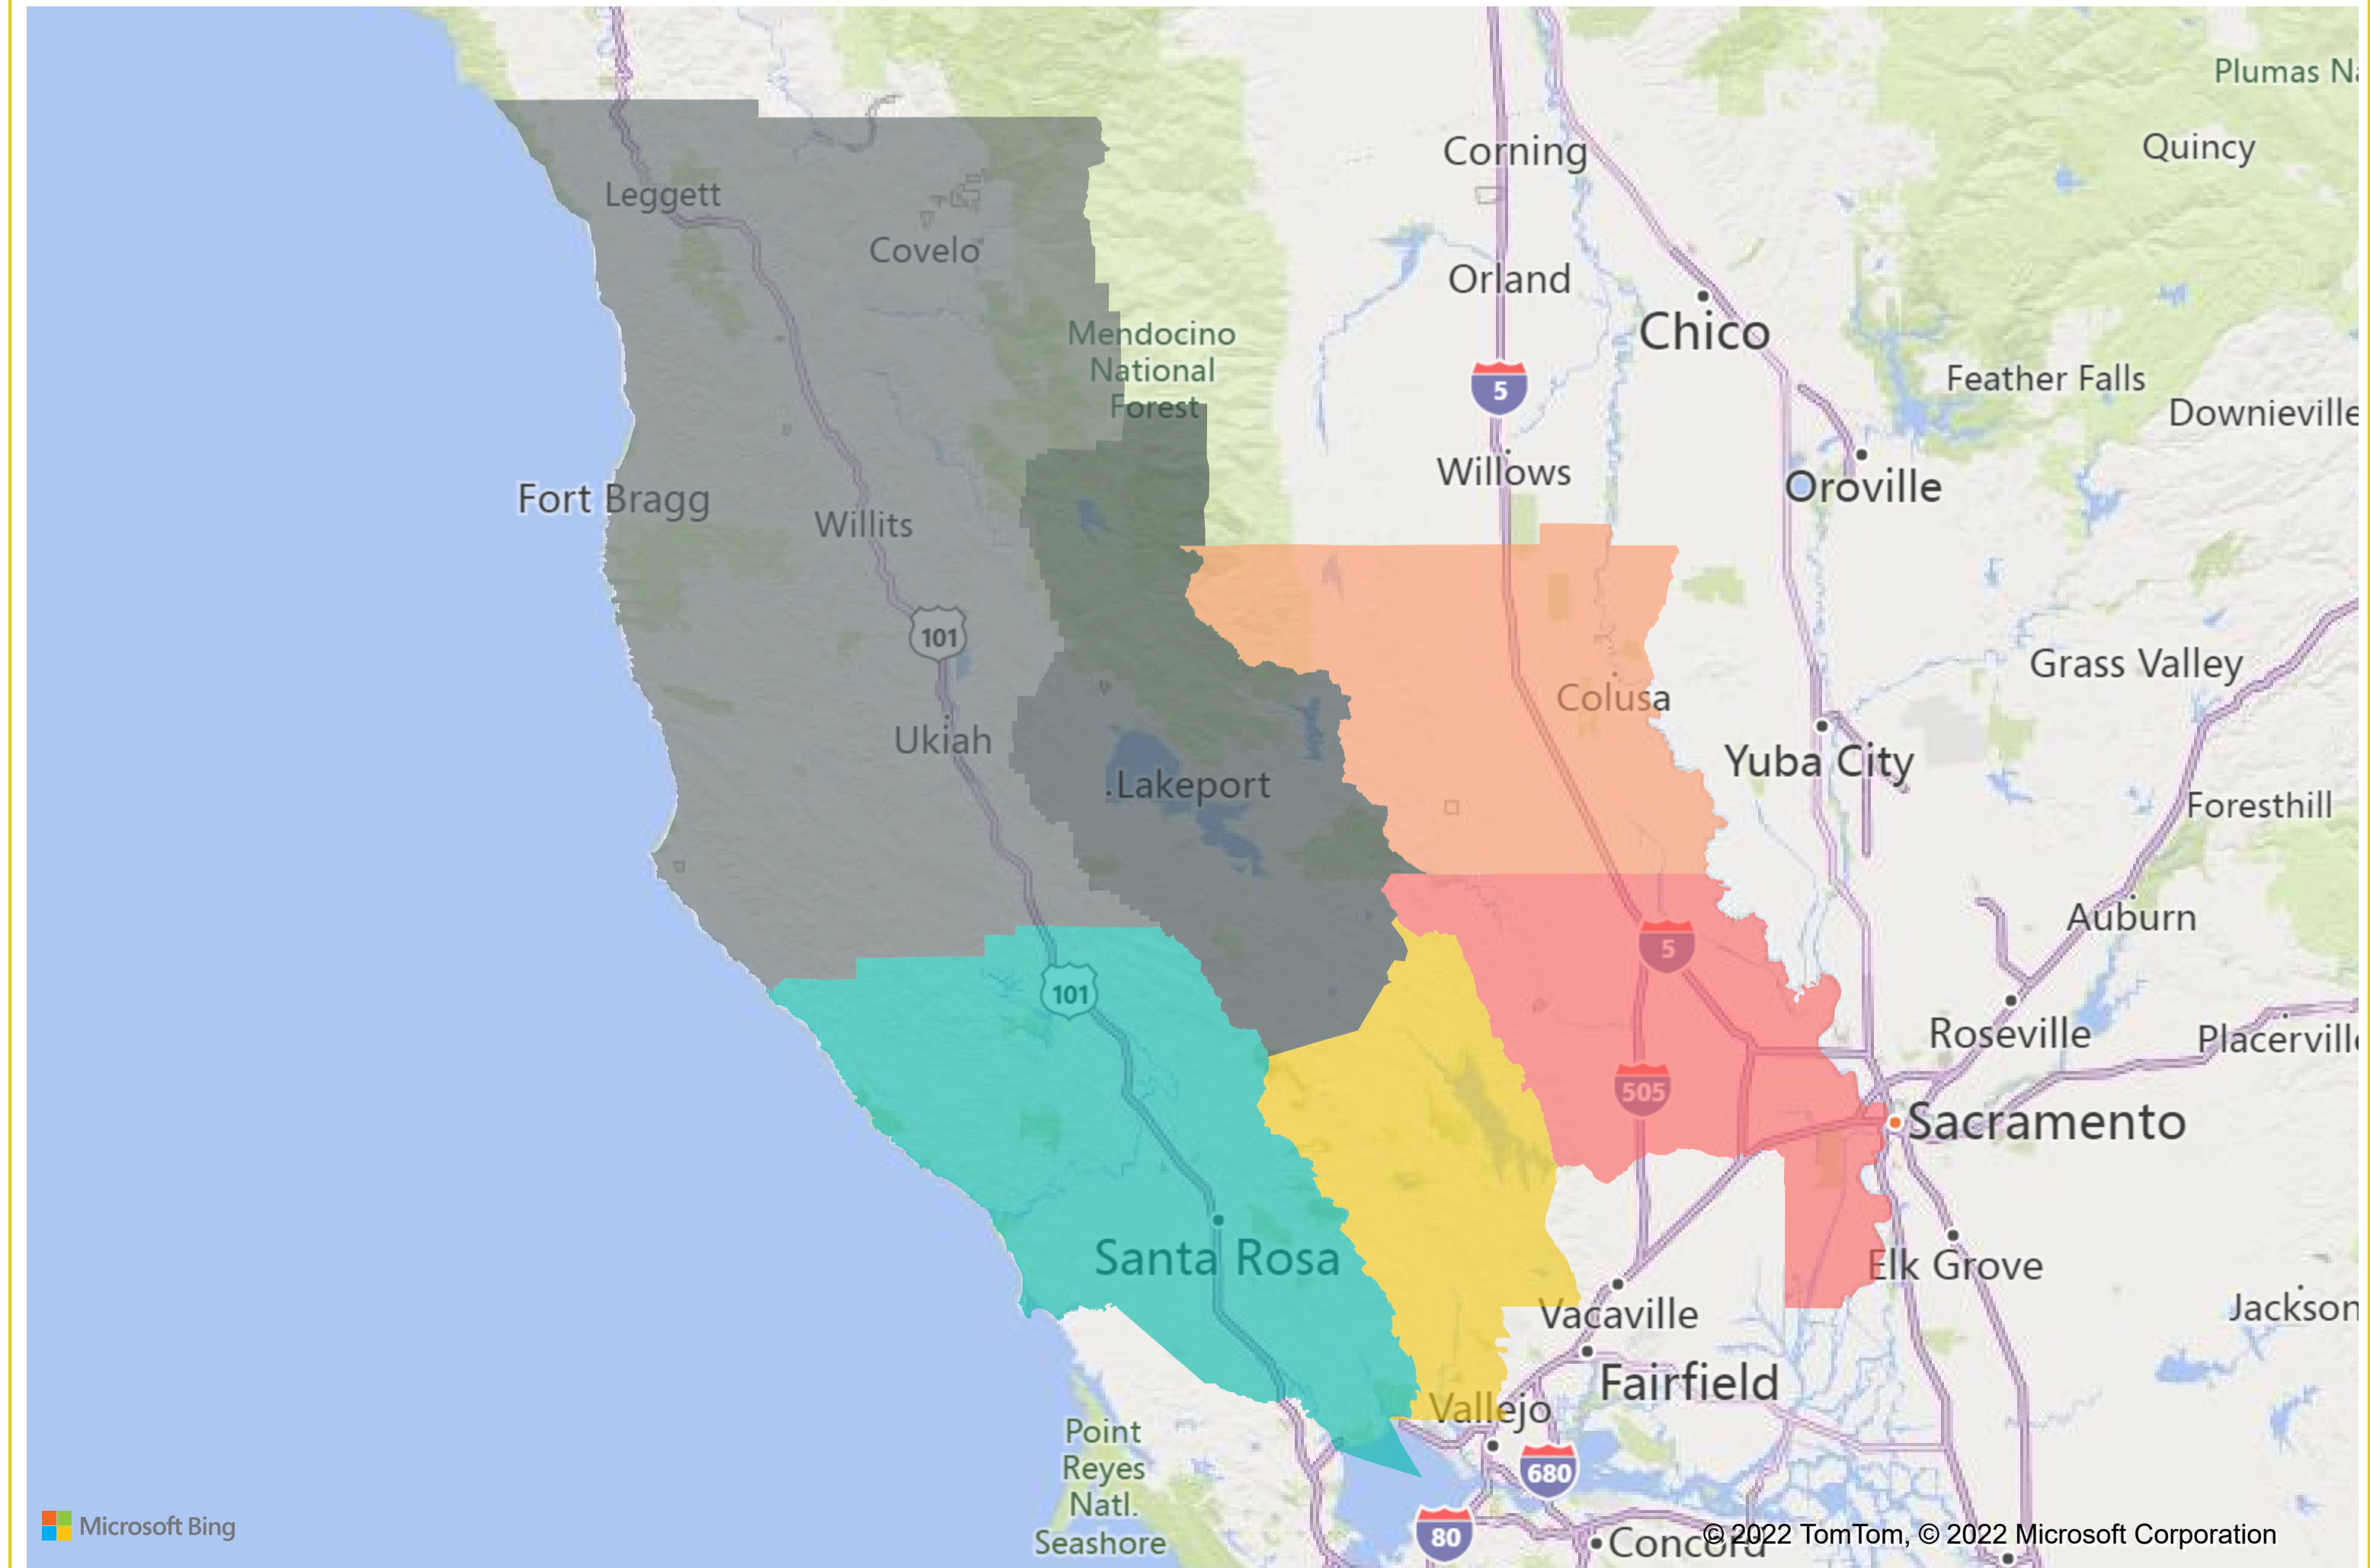 Plumas Na
Quincy
Corning
Leggett
Covelo
Orland
Chico
Mendocino
National
Forest
5
Feather Falls
Downieville
Willows
Oroville
Fort Bragg
Willits
101
Grass Valley
Colusa
Ukiah
Yuba City
Lakeport
Foresthill
Auburn
5
101
Roseville
Placerville
505
Sacramento
Santa Rosa
Elk Grove
Vacaville
Jackson
Fairfield
Vallejo
Point
Reyes
Natl.
Seashore
680
80
Concord
Microsoft Bing
© 2022 TomTom, © 2022 Microsoft Corporation